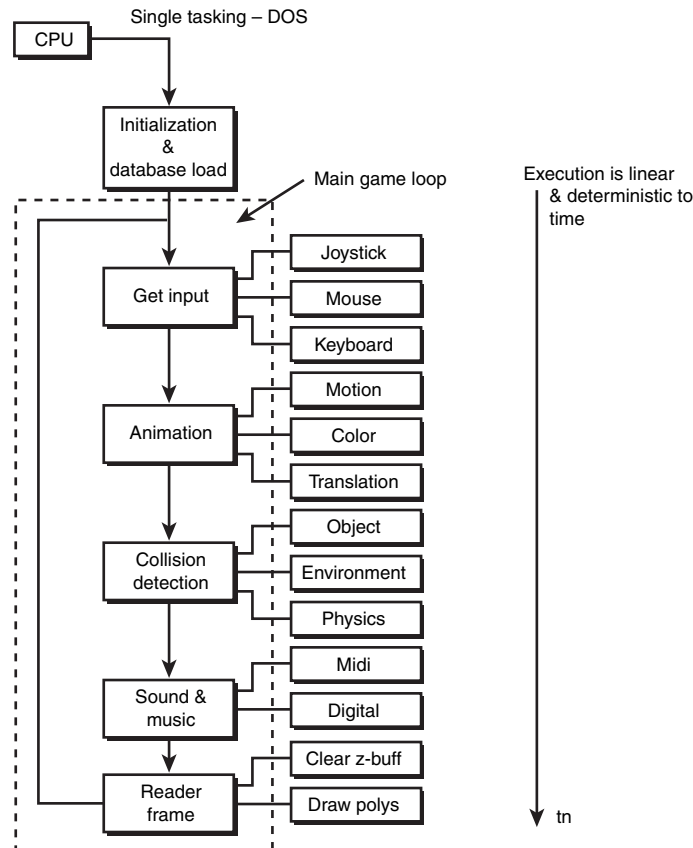 Single tasking – DOS
CPU
Initialization
&
database load
Main game loop
Execution is linear
& deterministic to
time
Get input
Joystick
Mouse
Keyboard
Animation
Motion
Color
Translation
Collision
detection
Object
Environment
Physics
Sound &
music
Midi
Digital
Reader
frame
Clear z-buff
Draw polys
tn